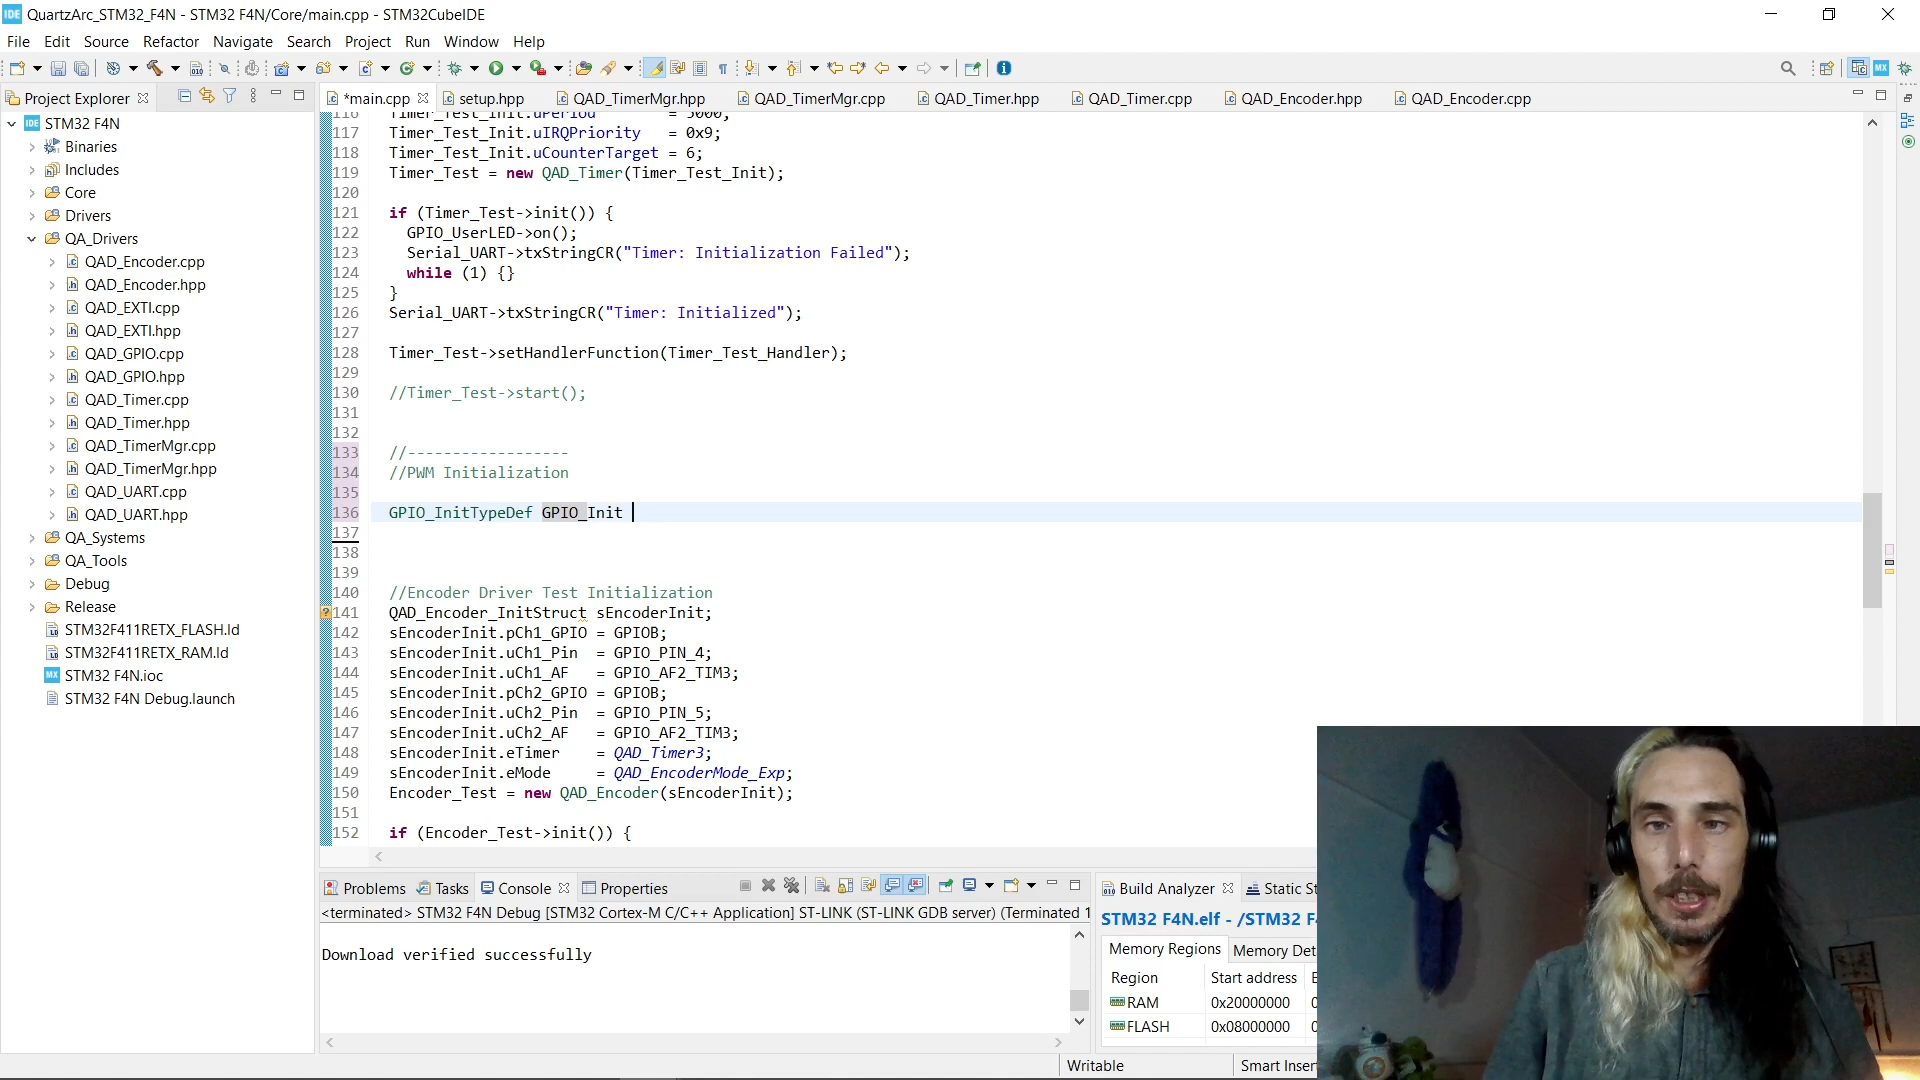 QuartzArc_STM32_F4N - STM32 F4N/Core/main.cpp - STM32CubeIDE
File Edit Source Refactor Navigate Search Project Run Window Help
Project Explorer
STM32 F4N
Binaries
Includes
Core
Drivers
QA_Drivers
QAD_Encoder.cpp
QAD_Encoder.hpp
QAD_EXTI.cpp
QAD_EXTI.hpp
QAD_GPIO.cpp
QAD_GPIO.hpp
QAD_Timer.cpp
QAD_Timer.hpp
QAD_TimerMgr.cpp
QAD_TimerMgr.hpp
QAD_UART.cpp
QAD_UART.hpp
QA_Systems
QA_Tools
Debug
Release
STM32F411RETX_FLASH.ld
STM32F411RETX_RAM.ld
STM32 F4N.ioc
STM32 F4N Debug.launch
*main.cpp setup.hpp QAD_TimerMgr.hpp QAD_TimerMgr.cpp QAD_Timer.hpp QAD_Timer.cpp QAD_Encoder.hpp QAD_Encoder.cpp
116 Timer_Test_Init.uPeriod = 5000;
117 Timer_Test_Init.uIRQPriority = 0x9;
118 Timer_Test_Init.uCounterTarget = 6;
119 Timer_Test = new QAD_Timer(Timer_Test_Init);
120
121 if (Timer_Test->init()) {
122 GPIO_UserLED->on();
123 Serial_UART->txStringCR("Timer: Initialization Failed");
124 while (1) {}
125 }
126 Serial_UART->txStringCR("Timer: Initialized");
127
128 Timer_Test->setHandlerFunction(Timer_Test_Handler);
129
130 //Timer_Test->start();
131
132
133 //------------------
134 //PWM Initialization
135
136 GPIO_InitTypeDef GPIO_Init
137
138
139
140 //Encoder Driver Test Initialization
141 QAD_Encoder_InitStruct sEncoderInit;
142 sEncoderInit.pCh1_GPIO = GPIOB;
143 sEncoderInit.uCh1_Pin = GPIO_PIN_4;
144 sEncoderInit.uCh1_AF = GPIO_AF2_TIM3;
145 sEncoderInit.pCh2_GPIO = GPIOB;
146 sEncoderInit.uCh2_Pin = GPIO_PIN_5;
147 sEncoderInit.uCh2_AF = GPIO_AF2_TIM3;
148 sEncoderInit.eTimer = QAD_Timer3;
149 sEncoderInit.eMode = QAD_EncoderMode_Exp;
150 Encoder_Test = new QAD_Encoder(sEncoderInit);
151
152 if (Encoder_Test->init()) {
Problems Tasks Console Properties
<terminated> STM32 F4N Debug [STM32 Cortex-M C/C++ Application] ST-LINK (ST-LINK GDB server) (Terminated 1
Download verified successfully
Build Analyzer Static St
STM32 F4N.elf - /STM32 F
Memory Regions Memory Det
Region Start address
RAM 0x20000000
FLASH 0x08000000
Writable Smart Inser